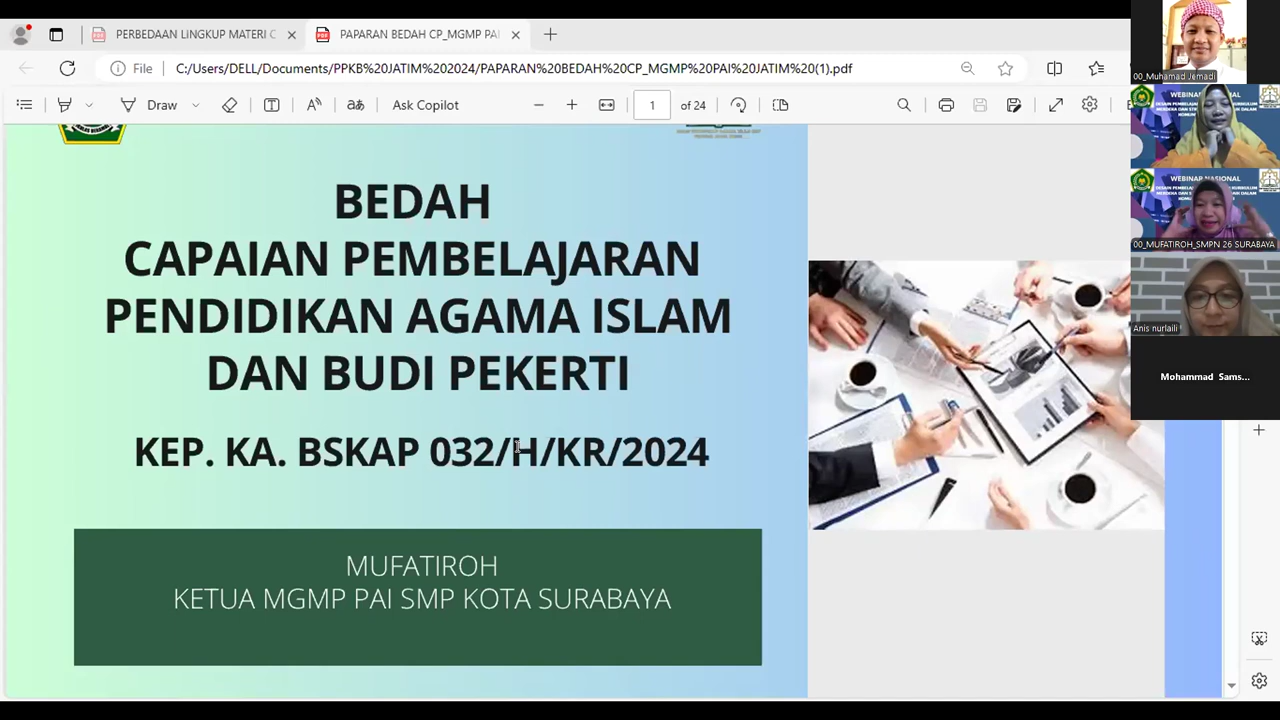 PERBEDAAN LINGKUP MATERI C
PAPARAN BEDAH CP_MGMP PAI
File
C:/Users/DELL/Documents/PPKB%20JATIM%202024/PAPARAN%20BEDAH%20CP_MGMP%20PAI%20JATIM%20(1).pdf
Draw
Ask Copilot
1
of 24
BEDAH
CAPAIAN PEMBELAJARAN
PENDIDIKAN AGAMA ISLAM
DAN BUDI PEKERTI
KEP. KA. BSKAP 032/H/KR/2024
MUFATIROH
KETUA MGMP PAI SMP KOTA SURABAYA
00_Muhamad Jemadi
WEBINAR NASIONAL
WEBINAR NASIONAL
00_MUFATIROH_SMPN 26 SURABAYA
Anis nurlaili
Mohammad Sams...